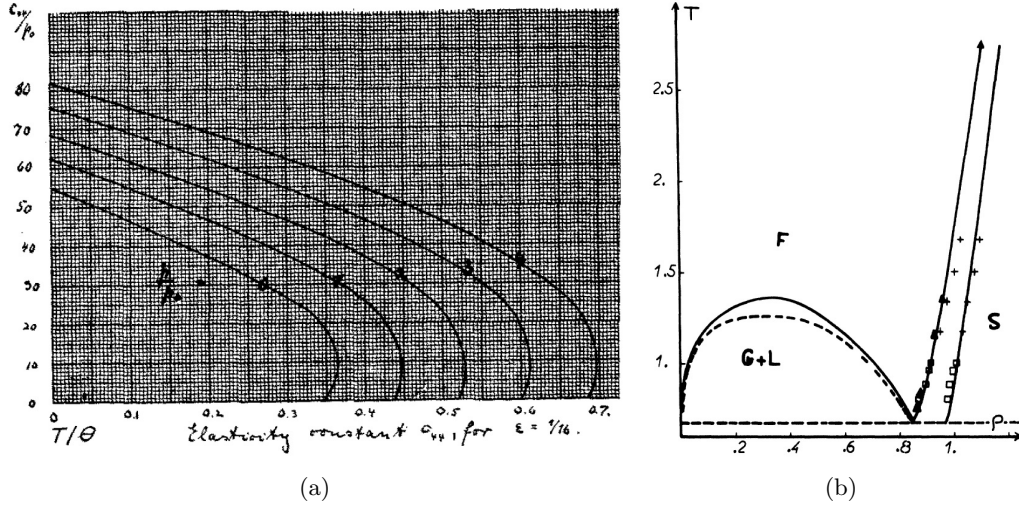 c₄₄/p₀
80
70
60
50
40
30
20
10
0
0 0.1 0.2 0.3 0.4 0.5 0.6 0.7
T/Θ Elasticity constant c₄₄, for ε = 9/16.
(a)
T
2.5
2.
1.5
1.0
F
G+L
S
ρ
.2 .4 .6 .8 1.
(b)